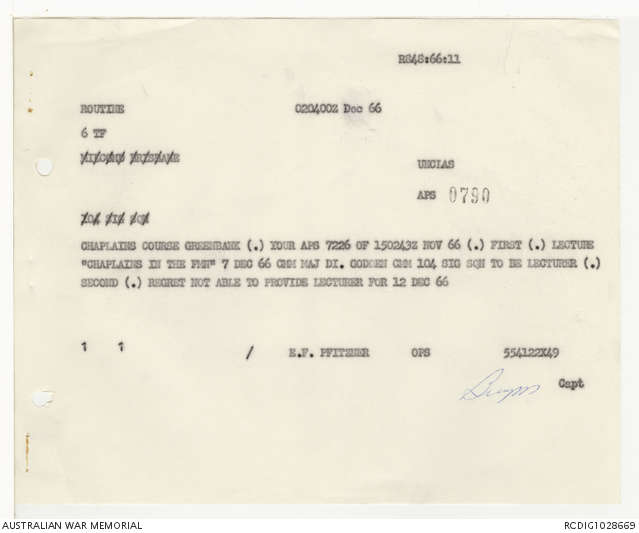 R848:66:11
ROUTINE 020400Z Dec 66
6 TF
UNCLAS
APS 0790
CHAPLAINS COURSE GREENBANK (.) YOUR APS 7226 OF 150243Z NOV 66 (.) FIRST (.) LECTURE
"CHAPLAINS IN THE FMN" 7 DEC 66 CMM MAJ DI. GODDEN CMM 104 SIG SQN TO BE LECTURER (.)
SECOND (.) REGRET NOT ABLE TO PROVIDE LECTURER FOR 12 DEC 66
1 1 / E.F. PFITZNER OPS 554122X49
Capt
AUSTRALIAN WAR MEMORIAL RCDIG1028669